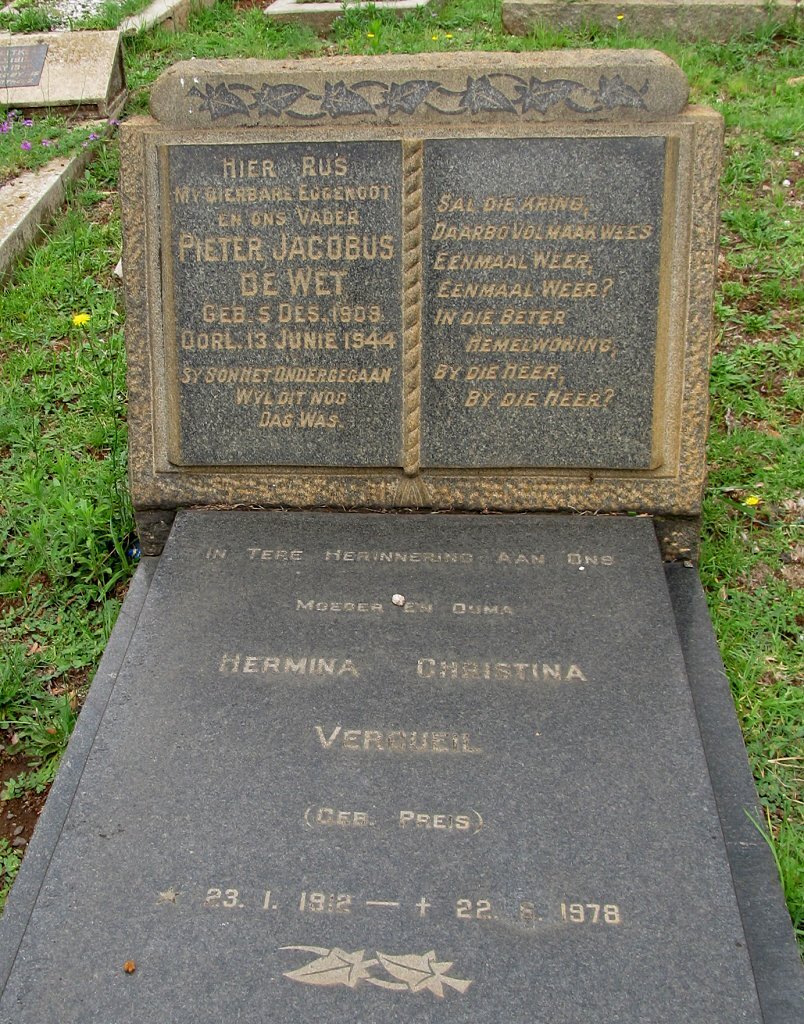 HIER RUS
MY DIERBARE EGGENOOT
EN ONS VADER
PIETER JACOBUS
DE WET
GEB. 5 DES. 1909
OORL. 13 JUNIE 1944
SY SON HET ONDERGEGAAN
WYL DIT NOG
DAG WAS.
SAL DIE KRING,
DAARBO VOLMAAK WEES
EENMAAL WEER,
EENMAAL WEER?
IN DIE BETER
HEMELWONING,
BY DIE HEER,
BY DIE HEER?
IN TERE HERINNERING AAN ONS
MOEDER EN OUMA
HERMINA CHRISTINA
VERGUEIL
(GEB. PREIS)
23. 1. 1912 — † 22. 1978